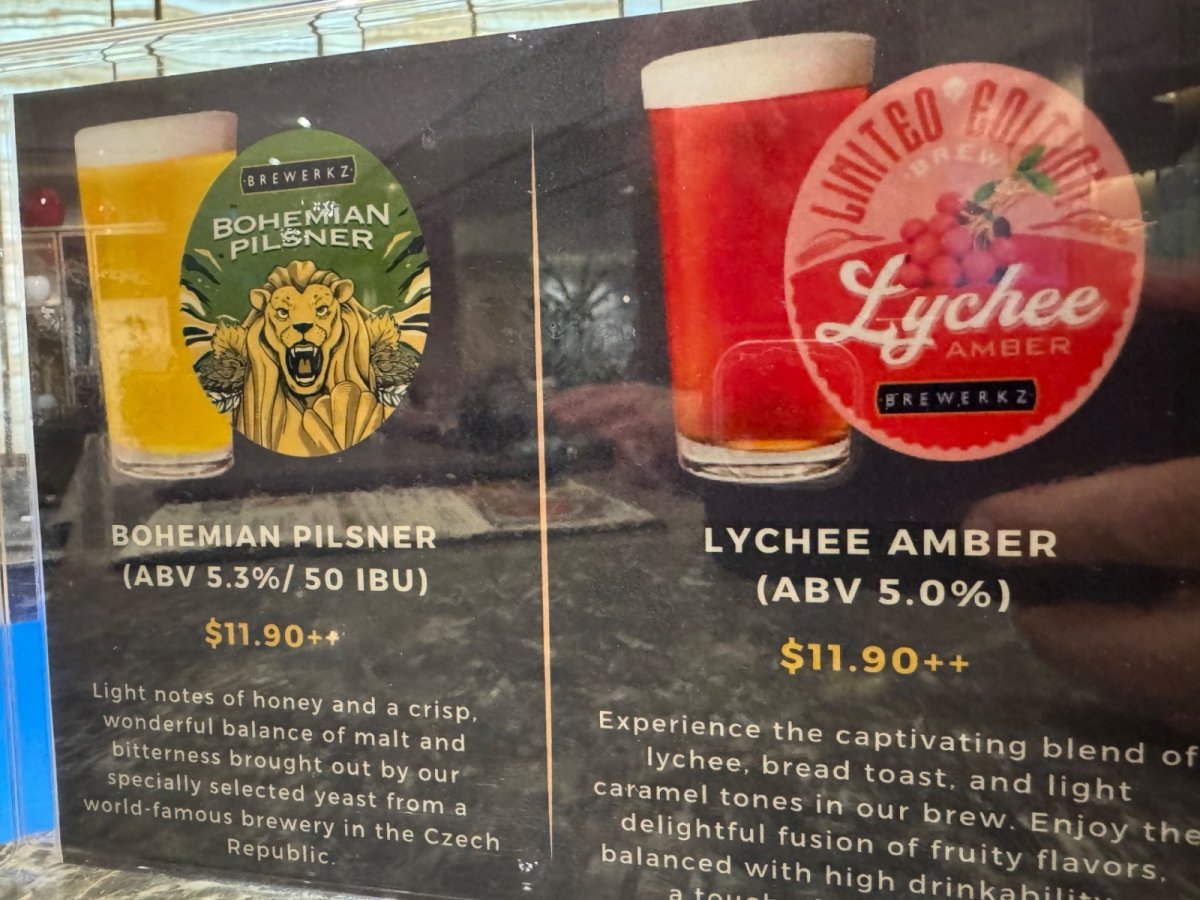 BREWERKZ
BOHEMIAN
PILSNER
BOHEMIAN PILSNER
(ABV 5.3%/ 50 IBU)
$11.90++
Light notes of honey and a crisp,
wonderful balance of malt and
bitterness brought out by our
specially selected yeast from a
world-famous brewery in the Czech
Republic.
LIMITED EDITION
BREW
Lychee
AMBER
BREWERKZ
LYCHEE AMBER
(ABV 5.0%)
$11.90++
Experience the captivating blend of
lychee, bread toast, and light
caramel tones in our brew. Enjoy the
delightful fusion of fruity flavors,
balanced with high drinkability
a touch